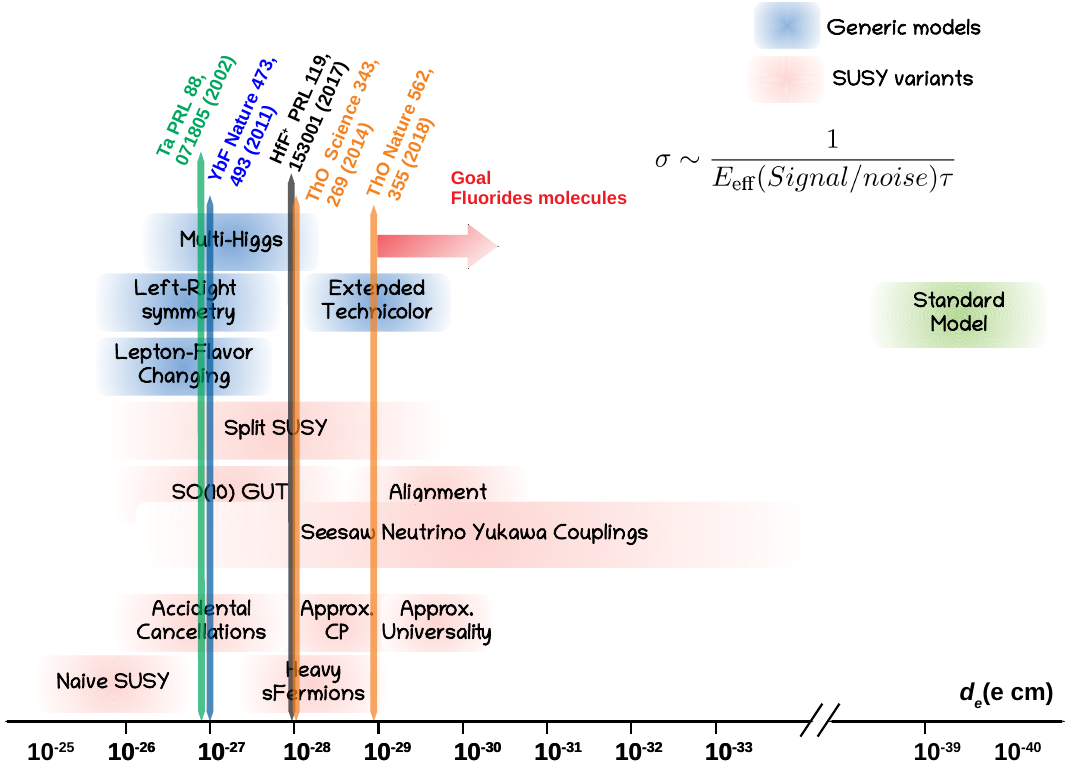 Generic models
SUSY variants
σ ∼ 1 / E_eff(Signal/noise)τ
Ta PRL 88,
071805 (2002)
YbF Nature 473,
493 (2011)
HfF+ PRL 119,
153001 (2017)
ThO Science 343,
269 (2014)
ThO Nature 562,
355 (2018)
Goal
Fluorides molecules
Multi-Higgs
Left-Right
symmetry
Extended
Technicolor
Standard
Model
Lepton-Flavor
Changing
Split SUSY
SO(10) GUT
Alignment
Seesaw Neutrino Yukawa Couplings
Accidental
Cancellations
Approx.
CP
Approx.
Universality
Naive SUSY
Heavy
sFermions
d_e(e cm)
10^-25 10^-26 10^-27 10^-28 10^-29 10^-30 10^-31 10^-32 10^-33 10^-39 10^-40